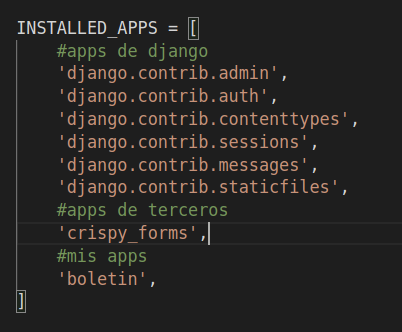 INSTALLED_APPS = [
#apps de django
'django.contrib.admin',
'django.contrib.auth',
'django.contrib.contenttypes',
'django.contrib.sessions',
'django.contrib.messages',
'django.contrib.staticfiles',
#apps de terceros
'crispy_forms',
#mis apps
'boletin',
]